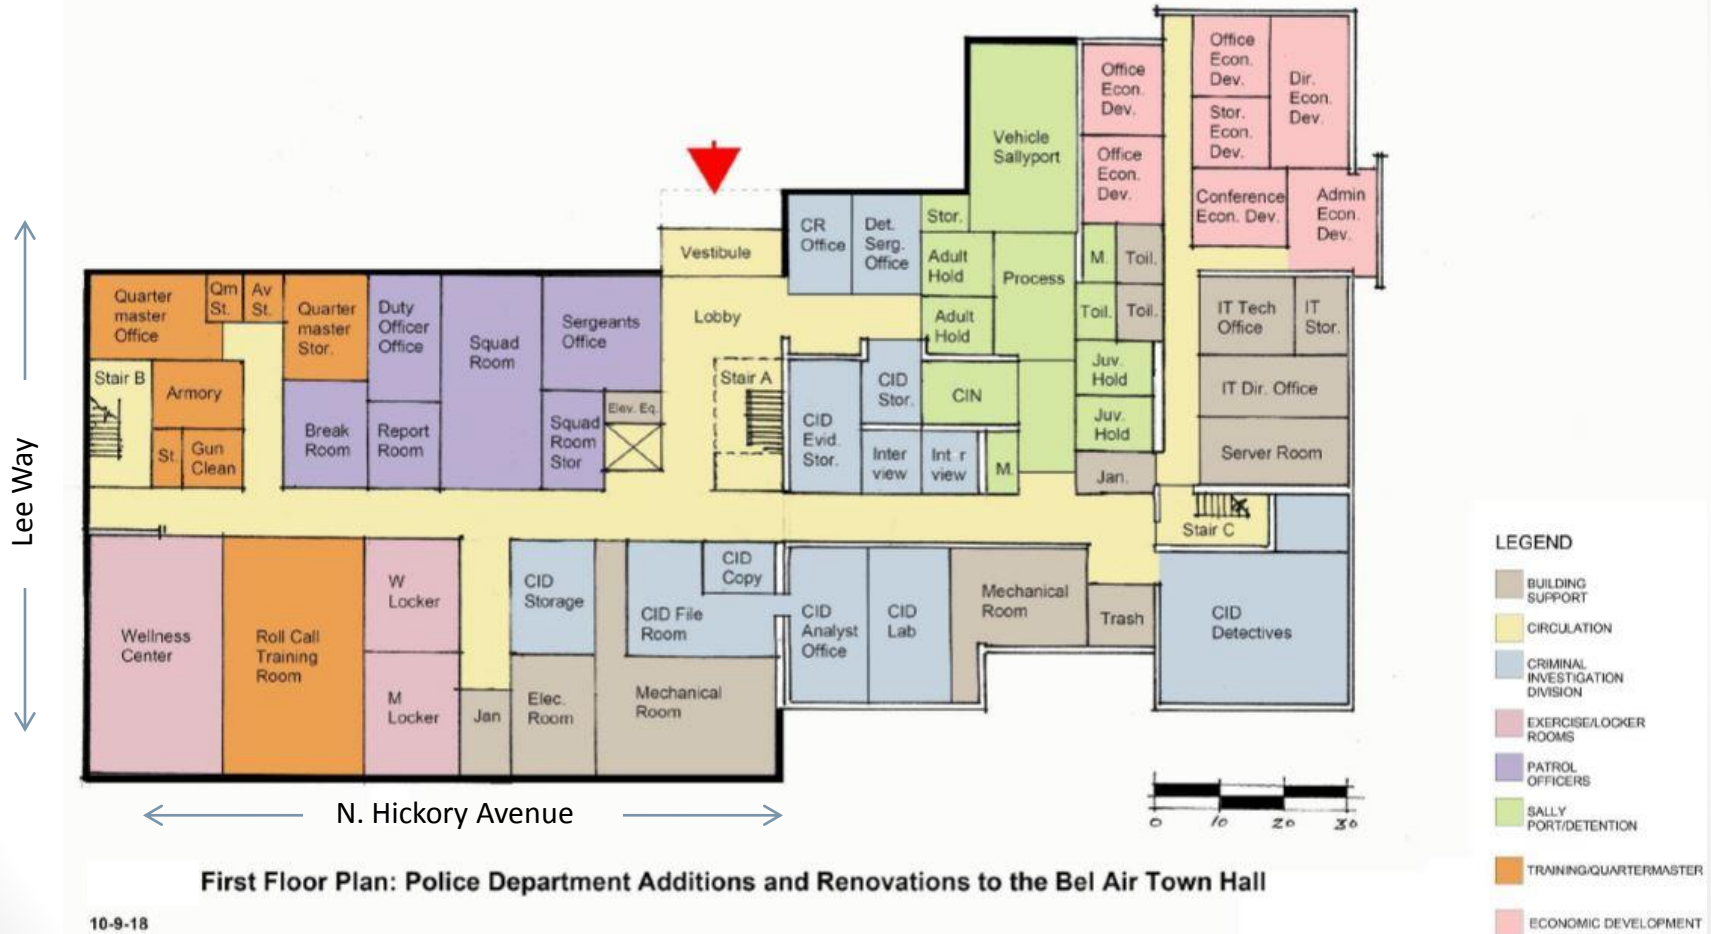 Office
Econ.
Dev.
Dir.
Econ.
Dev.
Stor.
Econ.
Dev.
Office
Econ.
Dev.
Vehicle
Sallyport
Office
Econ.
Dev.
Conference
Econ. Dev.
Admin
Econ.
Dev.
CR
Office
Det.
Serg.
Office
Stor.
Adult
Hold
Process
M.
Toil.
Vestibule
Lobby
Adult
Hold
Toil.
Toil.
IT Tech
Office
IT
Stor.
Quarter
master
Office
Qm
St.
Av
St.
Quarter
master
Stor.
Duty
Officer
Office
Squad
Room
Sergeants
Office
Stair B
Armory
St.
Gun
Clean
Break
Room
Report
Room
Squad
Room
Stor
Elev. Eq.
Stair A
CID
Evid.
Stor.
CID
Stor.
CIN
Inter
view
Int r
view
M.
Juv.
Hold
Juv.
Hold
Jan.
IT Dir. Office
Server Room
Stair C
Lee Way
Wellness
Center
Roll Call
Training
Room
W
Locker
M
Locker
Jan
CID
Storage
Elec.
Room
CID
Copy
CID File
Room
Mechanical
Room
CID
Analyst
Office
CID
Lab
Mechanical
Room
Trash
CID
Detectives
N. Hickory Avenue
0 10 20 30
LEGEND
BUILDING
SUPPORT
CIRCULATION
CRIMINAL
INVESTIGATION
DIVISION
EXERCISE/LOCKER
ROOMS
PATROL
OFFICERS
SALLY
PORT/DETENTION
TRAINING/QUARTERMASTER
ECONOMIC DEVELOPMENT
First Floor Plan: Police Department Additions and Renovations to the Bel Air Town Hall
10-9-18